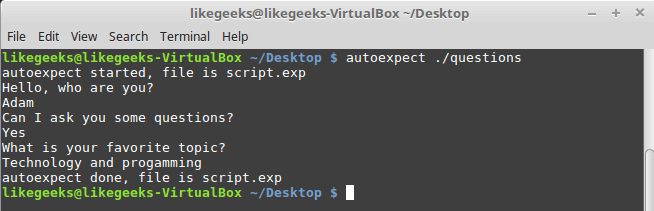 likegeeks@likegeeks-VirtualBox ~/Desktop
File Edit View Search Terminal Help
likegeeks@likegeeks-VirtualBox ~/Desktop $ autoexpect ./questions
autoexpect started, file is script.exp
Hello, who are you?
Adam
Can I ask you some questions?
Yes
What is your favorite topic?
Technology and progamming
autoexpect done, file is script.exp
likegeeks@likegeeks-VirtualBox ~/Desktop $